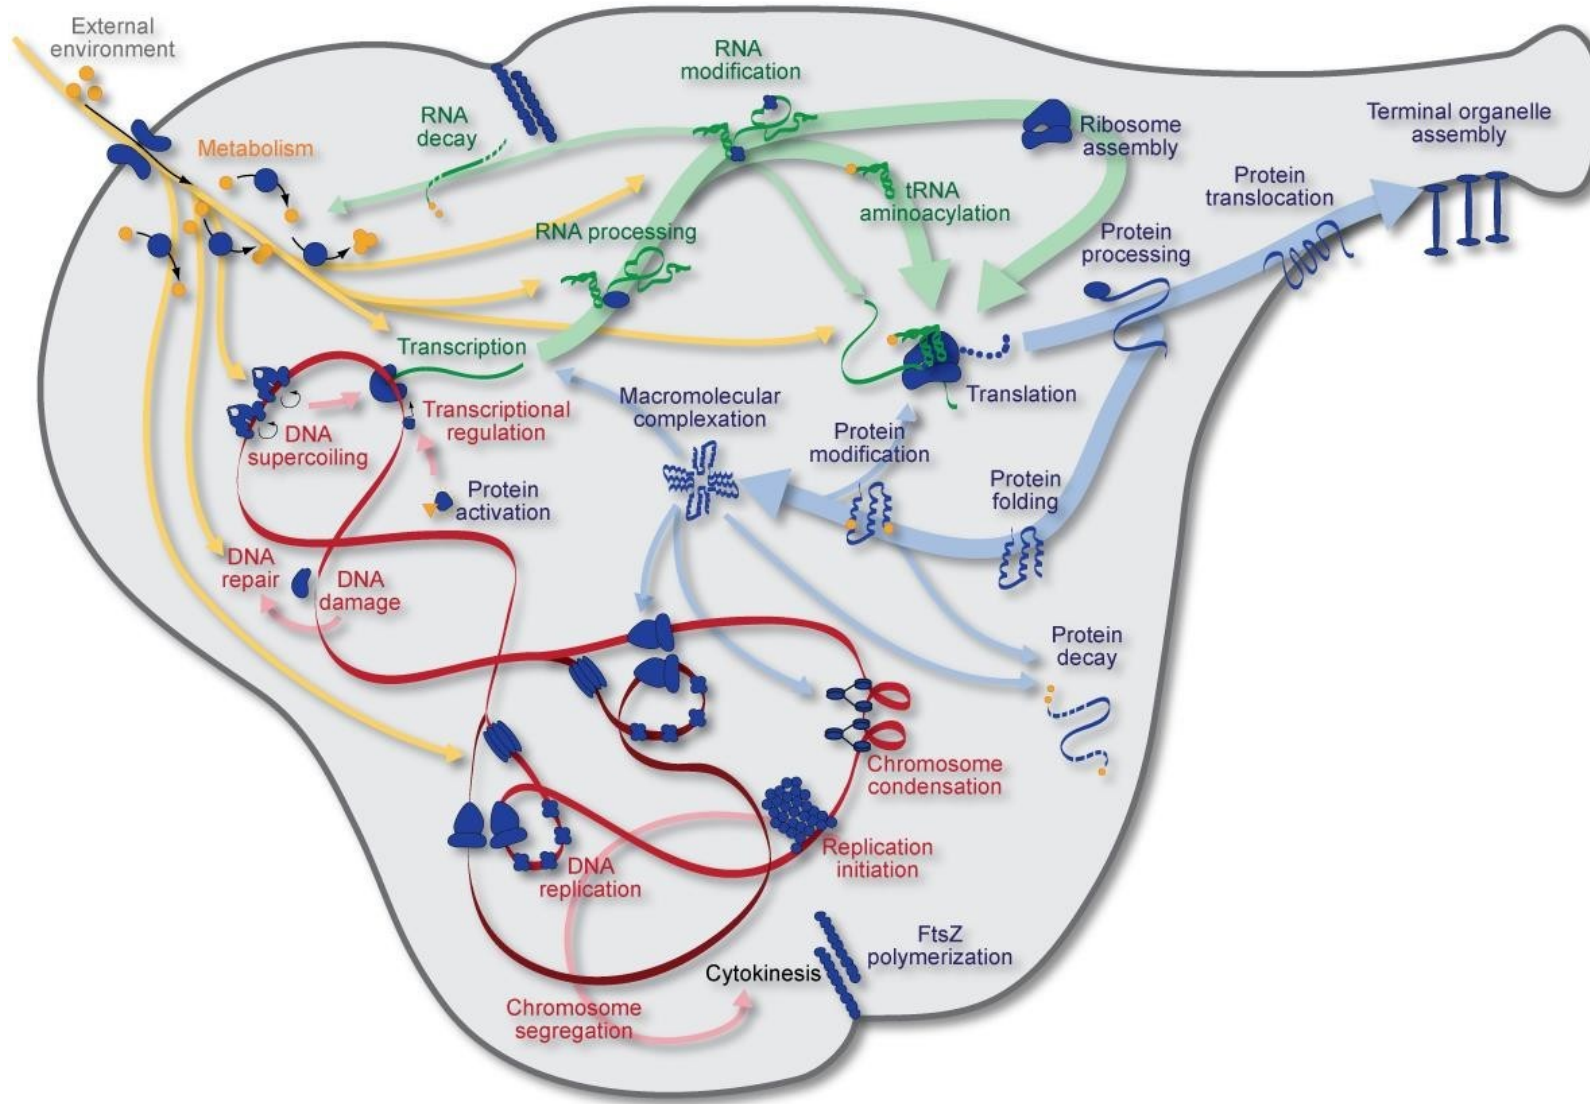 External
environment
RNA
modification
RNA
decay
Metabolism
Ribosome
assembly
Terminal organelle
assembly
tRNA
aminoacylation
Protein
translocation
RNA processing
Protein
processing
Transcription
Translation
Macromolecular
complexation
Transcriptional
regulation
DNA
supercoiling
Protein
modification
Protein
activation
Protein
folding
DNA
repair
DNA
damage
Protein
decay
Chromosome
condensation
Replication
initiation
DNA
replication
FtsZ
polymerization
Cytokinesis
Chromosome
segregation